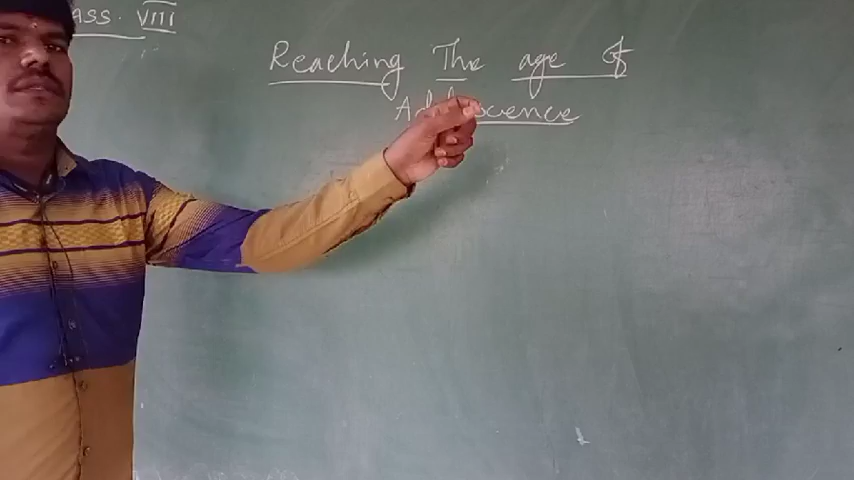 ass. VIII
Reaching The age of
Adolescence